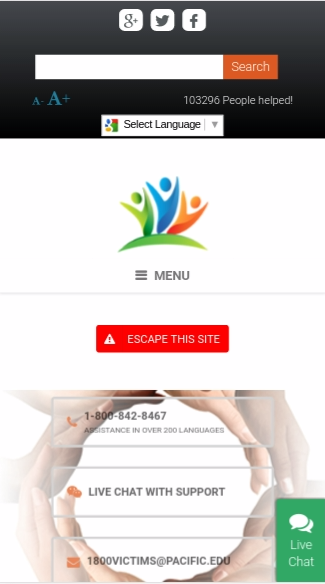 g+
Search
A- A+
103296 People helped!
Select Language ▼
MENU
ESCAPE THIS SITE
1-800-842-8467
ASSISTANCE IN OVER 200 LANGUAGES
LIVE CHAT WITH SUPPORT
1800VICTIMS@PACIFIC.EDU
Live
Chat